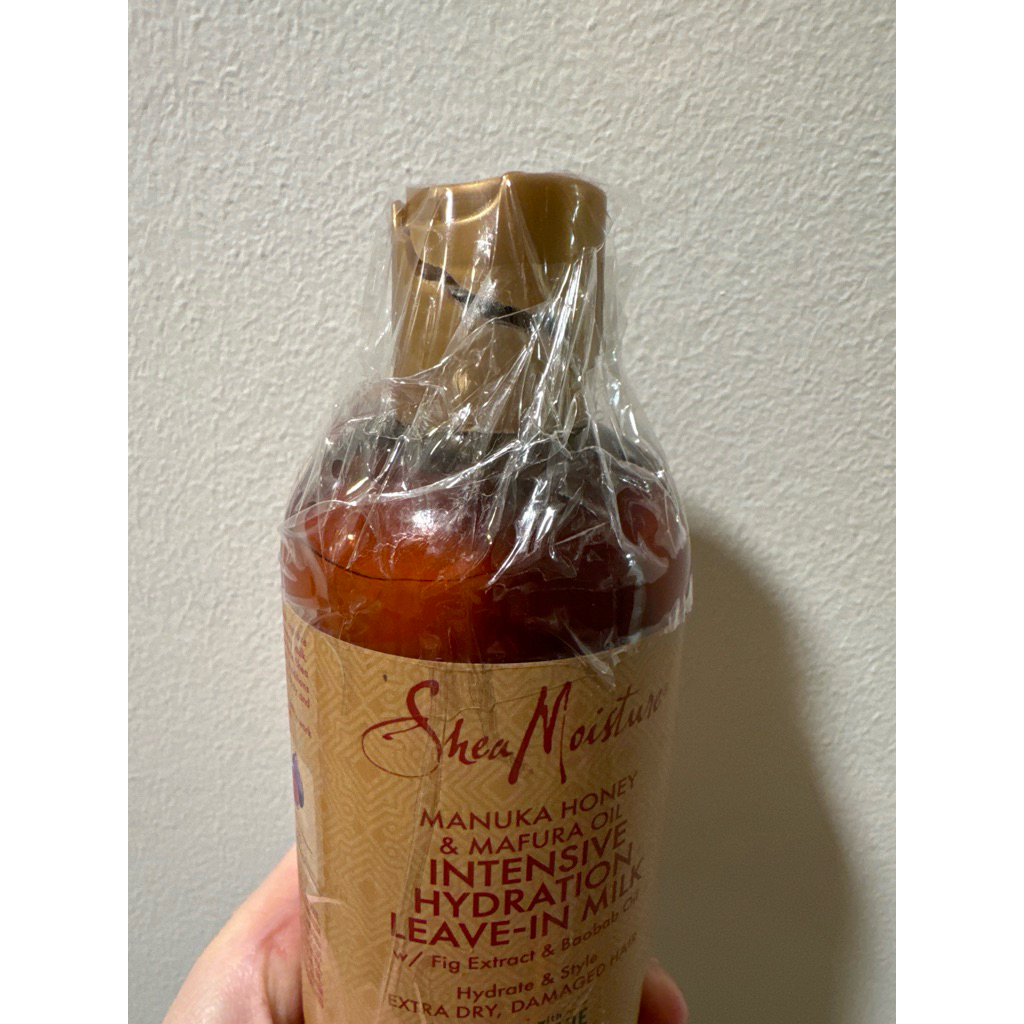 SheaMoisture
MANUKA HONEY
& MAFURA OIL
INTENSIVE
HYDRATION
LEAVE-IN MILK
w/ Fig Extract & Baobab Oil
Hydrate & Style
EXTRA DRY, DAMAGED HAIR
with